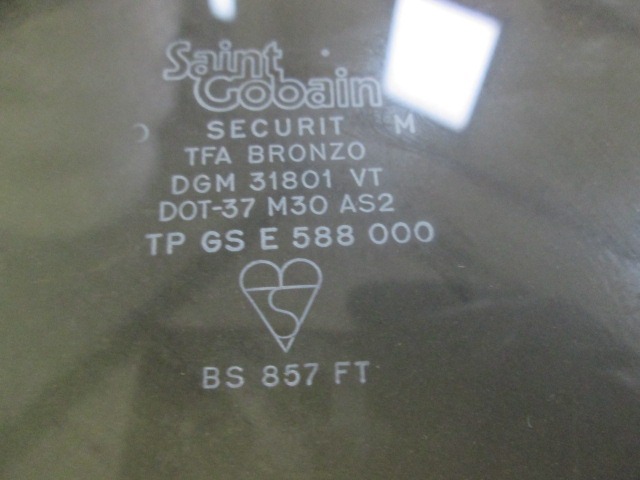 Saint
Gobain
SECURIT M
TFA BRONZO
DGM 31801 VT
DOT-37 M30 AS2
TP GS E 588 000
BS 857 FT